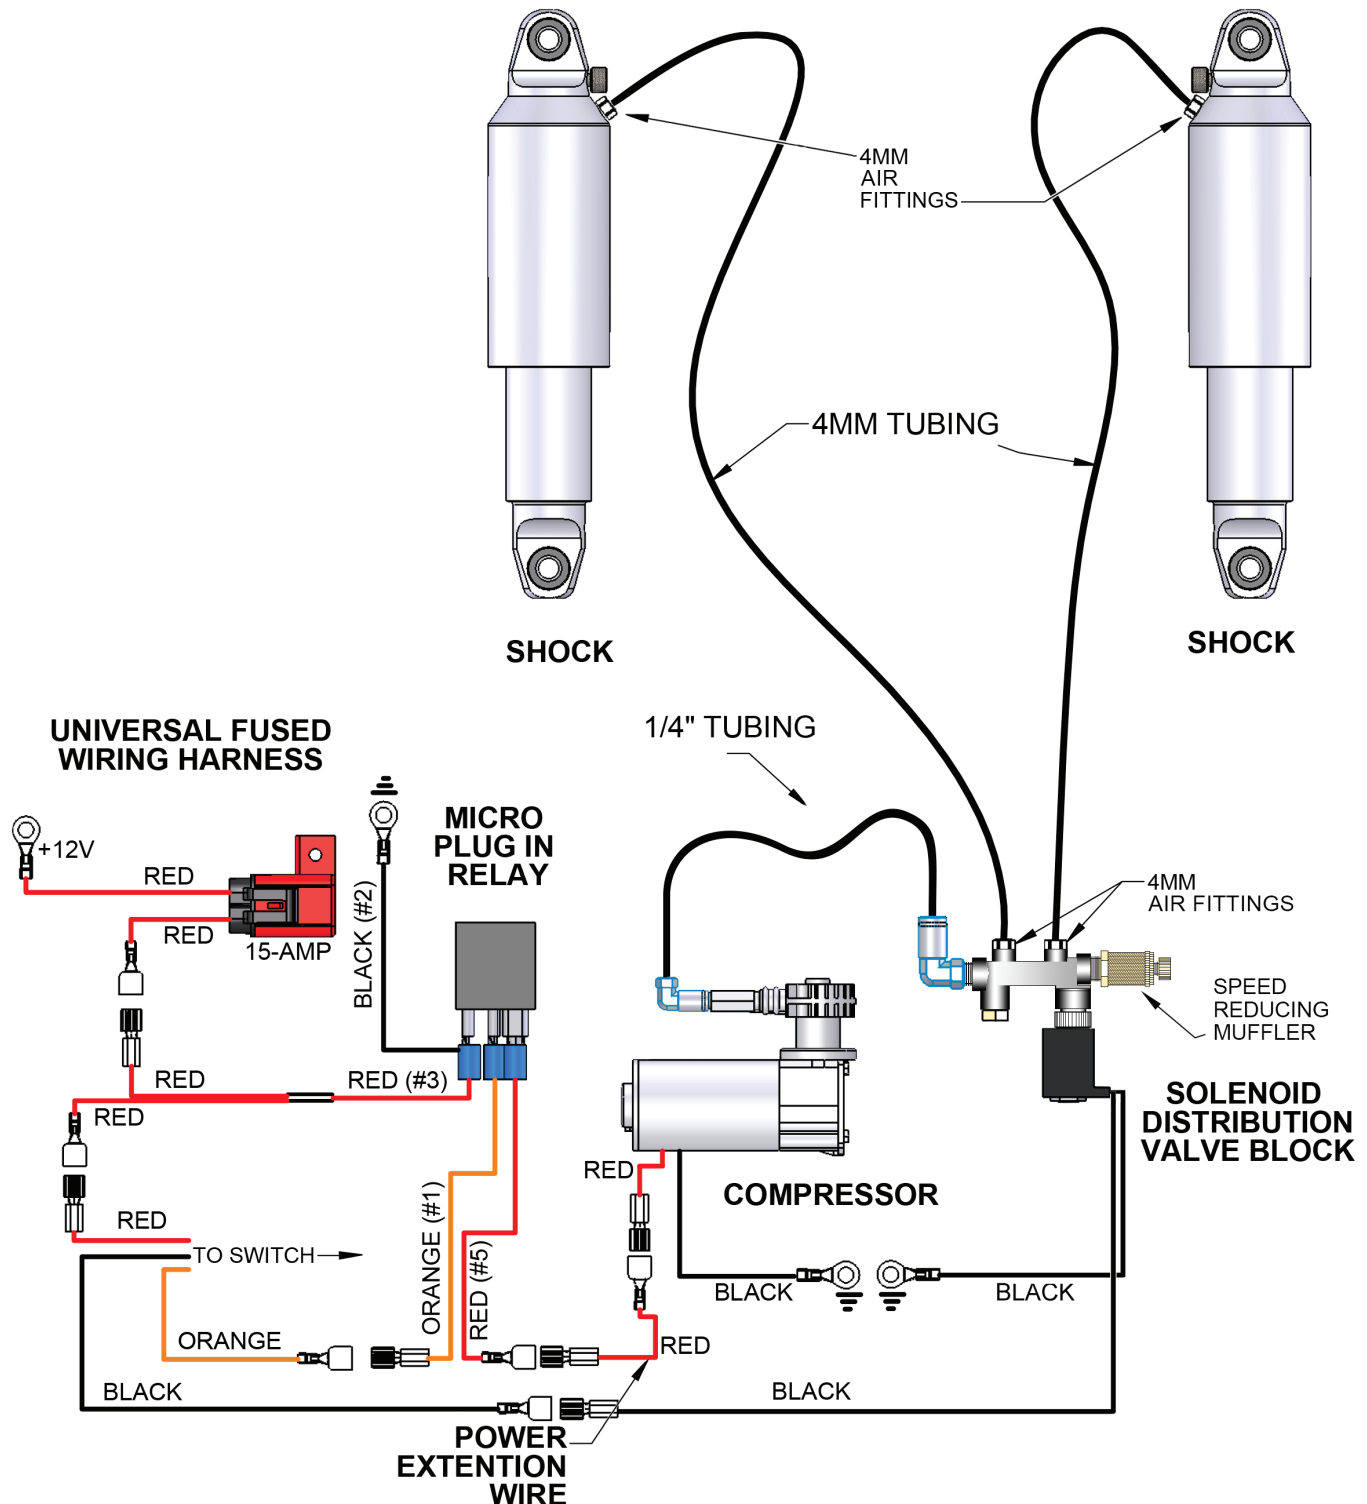 4MM
AIR
FITTINGS
4MM TUBING
SHOCK
SHOCK
UNIVERSAL FUSED
WIRING HARNESS
1/4" TUBING
+12V
RED
RED
15-AMP
BLACK (#2)
MICRO
PLUG IN
RELAY
4MM
AIR FITTINGS
SPEED
REDUCING
MUFFLER
RED
RED (#3)
RED
SOLENOID
DISTRIBUTION
VALVE BLOCK
RED
COMPRESSOR
RED
TO SWITCH
ORANGE (#1)
RED (#5)
BLACK
BLACK
ORANGE
RED
BLACK
BLACK
POWER
EXTENTION
WIRE